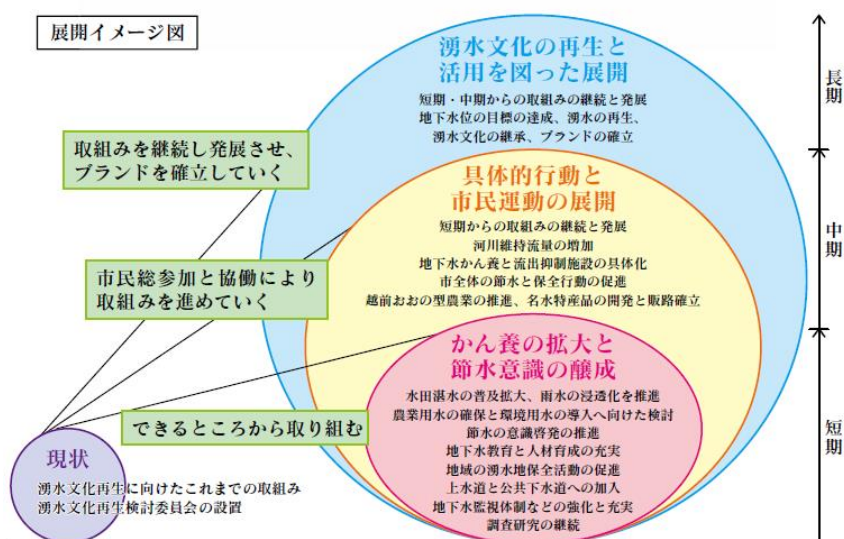 展開イメージ図
湧水文化の再生と
活用を図った展開
短期・中期からの取組みの継続と発展
地下水位の目標の達成、湧水の再生、
湧水文化の継承、ブランドの確立
長期
取組みを継続し発展させ、
ブランドを確立していく
具体的行動と
市民運動の展開
短期からの取組みの継続と発展
河川維持流量の増加
地下水かん養と流出抑制施設の具体化
市全体の節水と保全行動の促進
越前おおの型農業の推進、名水特産品の開発と販路確立
中期
市民総参加と協働により
取組みを進めていく
かん養の拡大と
節水意識の醸成
水田湛水の普及拡大、雨水の浸透化を推進
農業用水の確保と環境用水の導入へ向けた検討
節水の意識啓発の推進
地下水教育と人材育成の充実
地域の湧水地保全活動の促進
上水道と公共下水道への加入
地下水監視体制などの強化と充実
調査研究の継続
短期
できるところから取り組む
現状
湧水文化再生に向けたこれまでの取組み
湧水文化再生検討委員会の設置